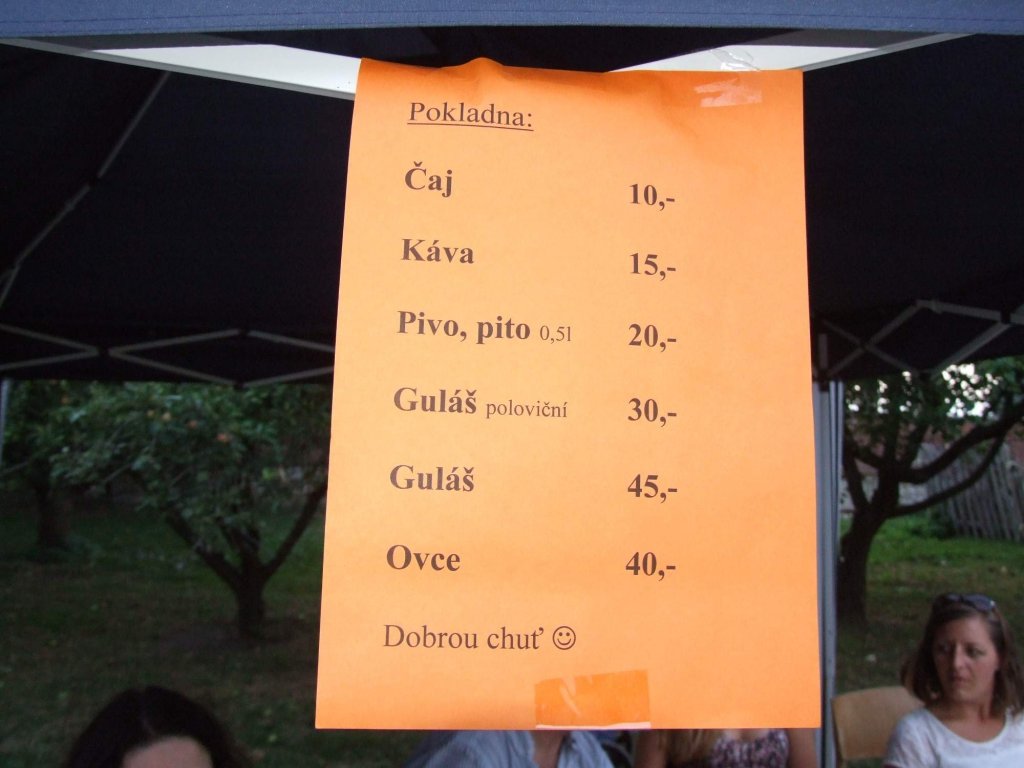 Pokladna:
Čaj 10,-
Káva 15,-
Pivo, pito 0,5l 20,-
Guláš poloviční 30,-
Guláš 45,-
Ovce 40,-
Dobrou chuť ☺